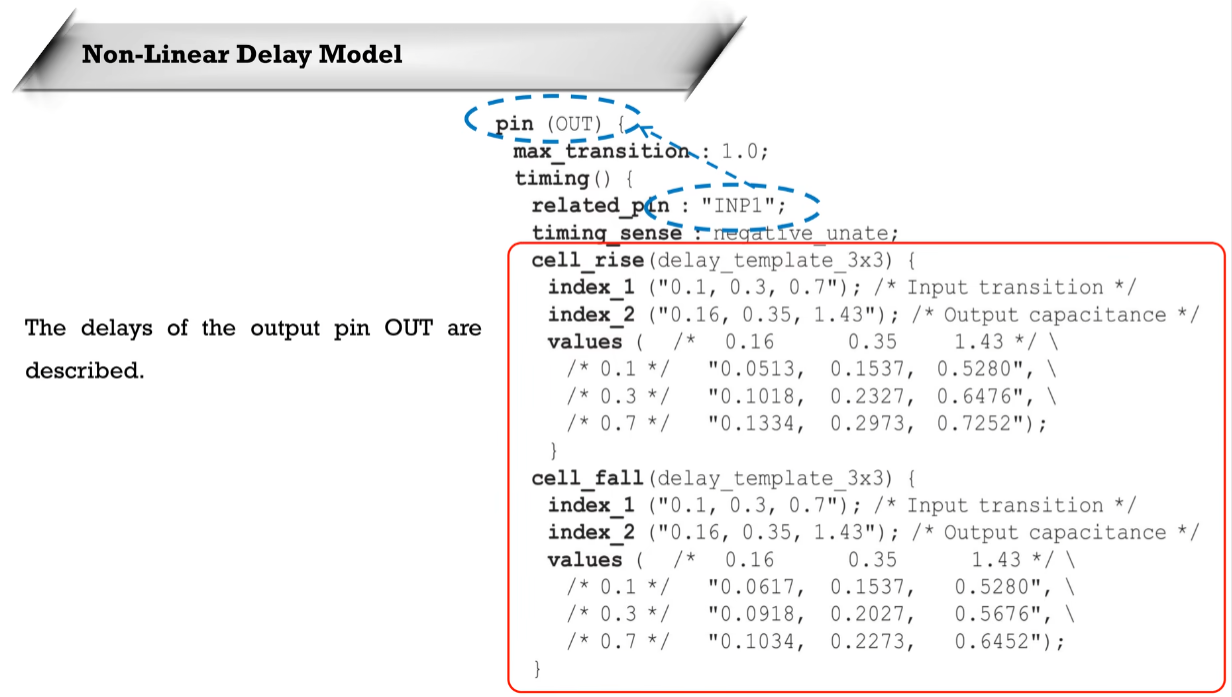 Non-Linear Delay Model
pin (OUT) {
max_transition : 1.0;
timing() {
related_pin : "INP1";
timing_sense : negative_unate;
cell_rise(delay_template_3x3) {
index_1 ("0.1, 0.3, 0.7"); /* Input transition */
index_2 ("0.16, 0.35, 1.43"); /* Output capacitance */
values ( /* 0.16 0.35 1.43 */ \
/* 0.1 */ "0.0513, 0.1537, 0.5280", \
/* 0.3 */ "0.1018, 0.2327, 0.6476", \
/* 0.7 */ "0.1334, 0.2973, 0.7252");
}
cell_fall(delay_template_3x3) {
index_1 ("0.1, 0.3, 0.7"); /* Input transition */
index_2 ("0.16, 0.35, 1.43"); /* Output capacitance */
values ( /* 0.16 0.35 1.43 */ \
/* 0.1 */ "0.0617, 0.1537, 0.5280", \
/* 0.3 */ "0.0918, 0.2027, 0.5676", \
/* 0.7 */ "0.1034, 0.2273, 0.6452");
}
The delays of the output pin OUT are
described.